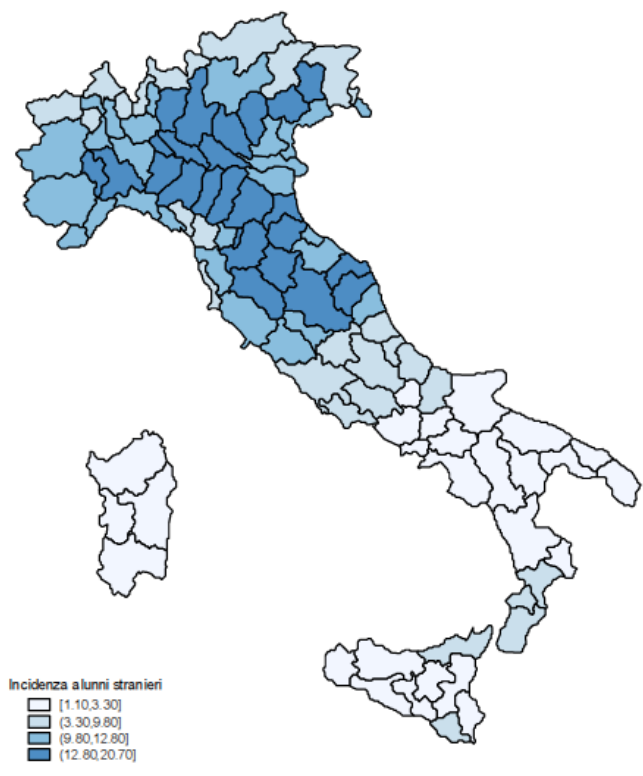 Incidenza alunni stranieri
[1.10,3.30]
(3.30,9.80]
(9.80,12.80]
(12.80,20.70]